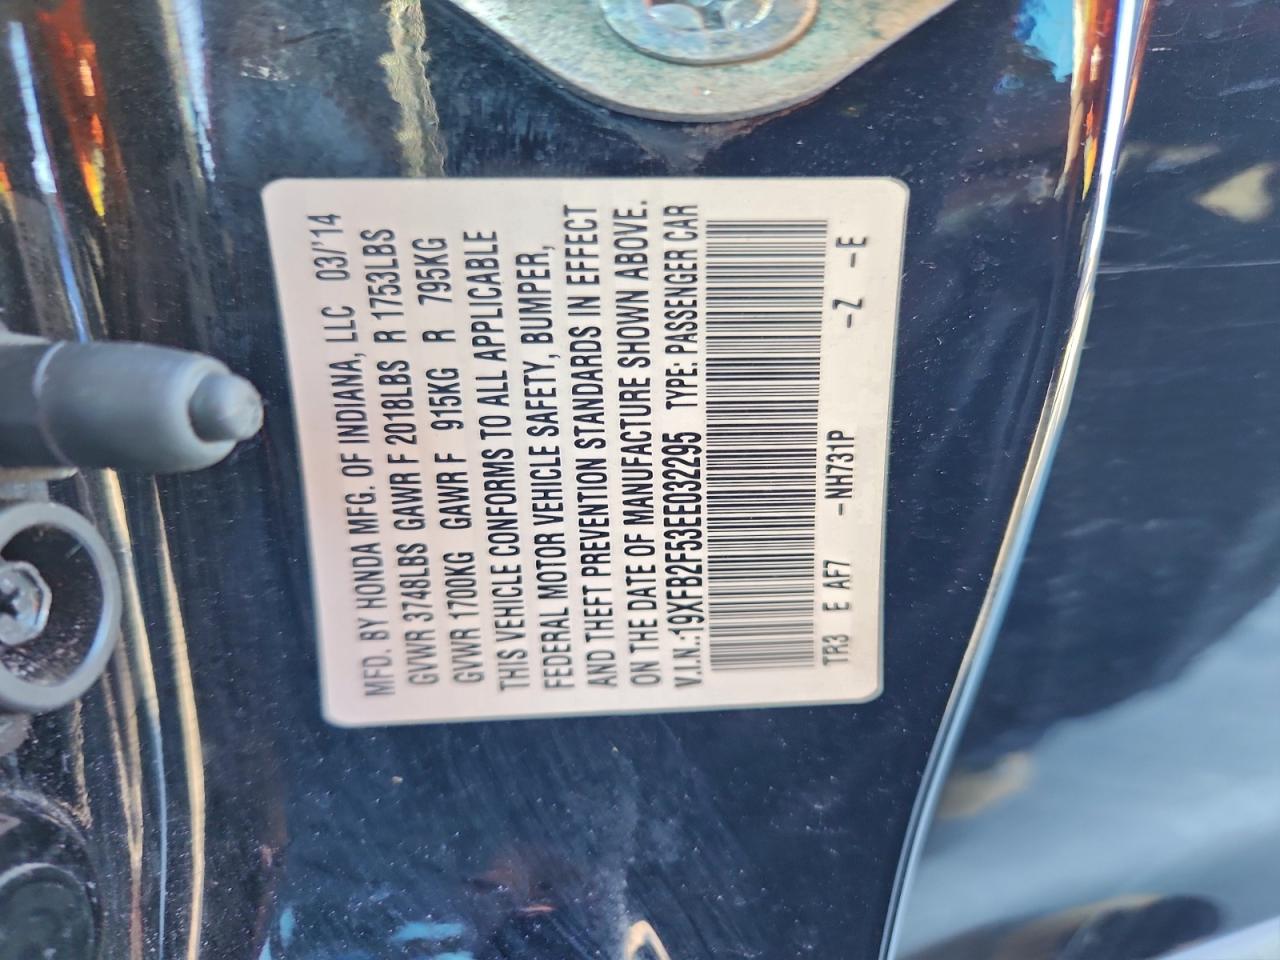 MFD. BY HONDA MFG. OF INDIANA, LLC 03/'14
GVWR 3748LBS GAWR F 2018LBS R 1753LBS
GVWR 1700KG GAWR F 915KG R 795KG
THIS VEHICLE CONFORMS TO ALL APPLICABLE
FEDERAL MOTOR VEHICLE SAFETY, BUMPER,
AND THEFT PREVENTION STANDARDS IN EFFECT
ON THE DATE OF MANUFACTURE SHOWN ABOVE.
V.I.N.:19XFB2F53EE032295 TYPE: PASSENGER CAR
TR3 E AF7 -NH731P -Z -E